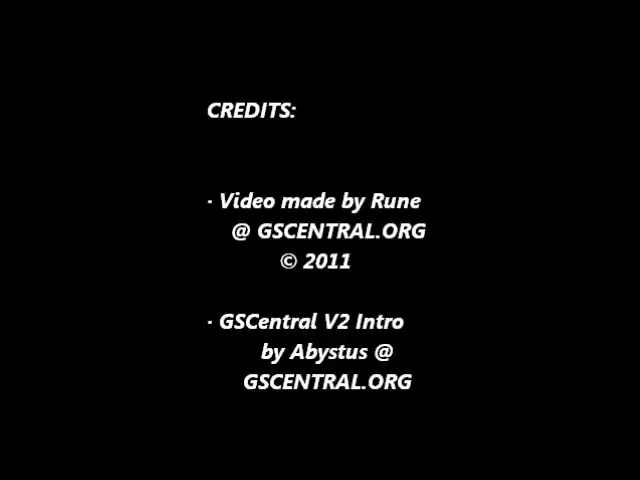 CREDITS:
· Video made by Rune
@ GSCENTRAL.ORG
© 2011
· GSCentral V2 Intro
by Abystus @
GSCENTRAL.ORG